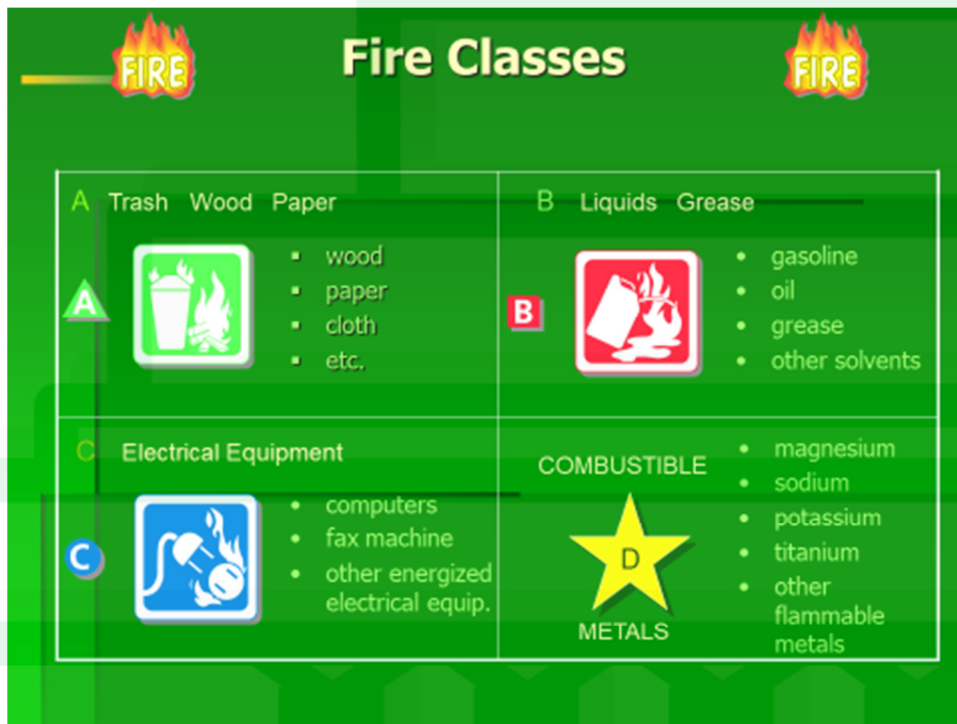 FIRE
Fire Classes
FIRE
A Trash Wood Paper
A
▪ wood
▪ paper
▪ cloth
▪ etc.
B Liquids Grease
B
• gasoline
• oil
• grease
• other solvents
C Electrical Equipment
C
• computers
• fax machine
• other energized
electrical equip.
COMBUSTIBLE
D
METALS
• magnesium
• sodium
• potassium
• titanium
• other
flammable
metals